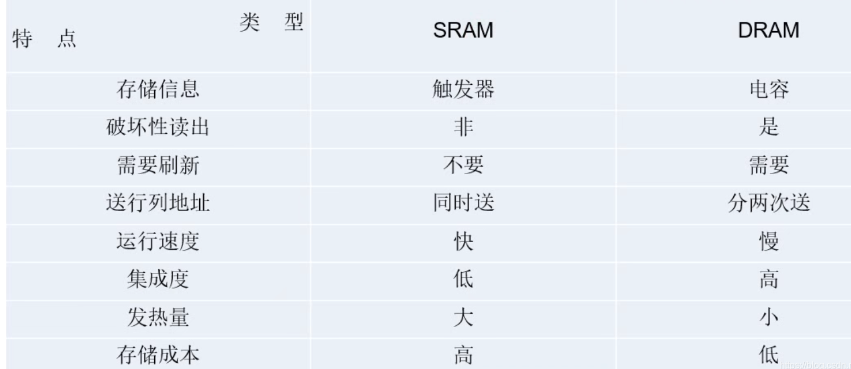 类 型
特 点 SRAM DRAM
存储信息 触发器 电容
破坏性读出 非 是
需要刷新 不要 需要
送行列地址 同时送 分两次送
运行速度 快 慢
集成度 低 高
发热量 大 小
存储成本 高 低